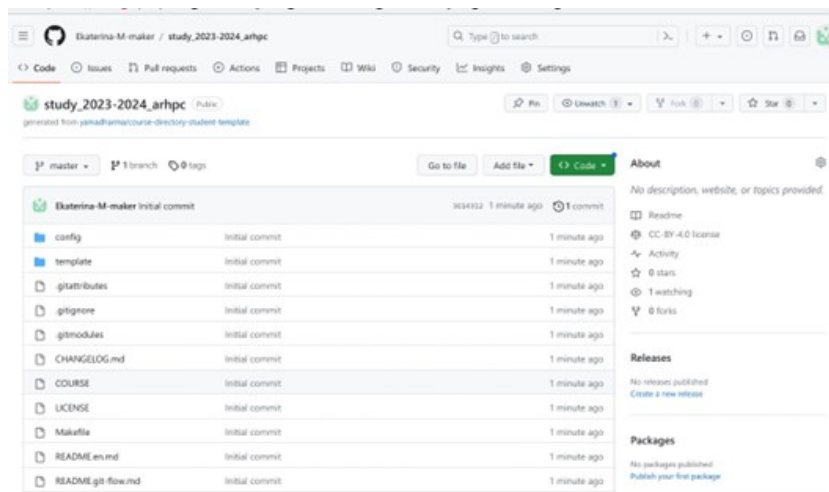 Ekaterina-M-maker / study_2023-2024_arhpc
Type / to search
Code Issues Pull requests Actions Projects Wiki Security Insights Settings
study_2023-2024_arhpc Public
Pin Unwatch 1 Fork 0 Star 0
generated from yamadharma/course-directory-student-template
master 1 branch 0 tags Go to file Add file Code
About
No description, website, or topics provided.
Ekaterina-M-maker Initial commit 1 minute ago 1 commit
Readme
config Initial commit 1 minute ago
CC-BY-4.0 license
template Initial commit 1 minute ago
Activity
.gitattributes Initial commit 1 minute ago
0 stars
.gitignore Initial commit 1 minute ago
1 watching
.gitmodules Initial commit 1 minute ago
0 forks
CHANGELOG.md Initial commit 1 minute ago
Releases
COURSE Initial commit 1 minute ago
No releases published
Create a new release
LICENSE Initial commit 1 minute ago
Makefile Initial commit 1 minute ago
Packages
README.en.md Initial commit 1 minute ago
No packages published
Publish your first package
README.git-flow.md Initial commit 1 minute ago